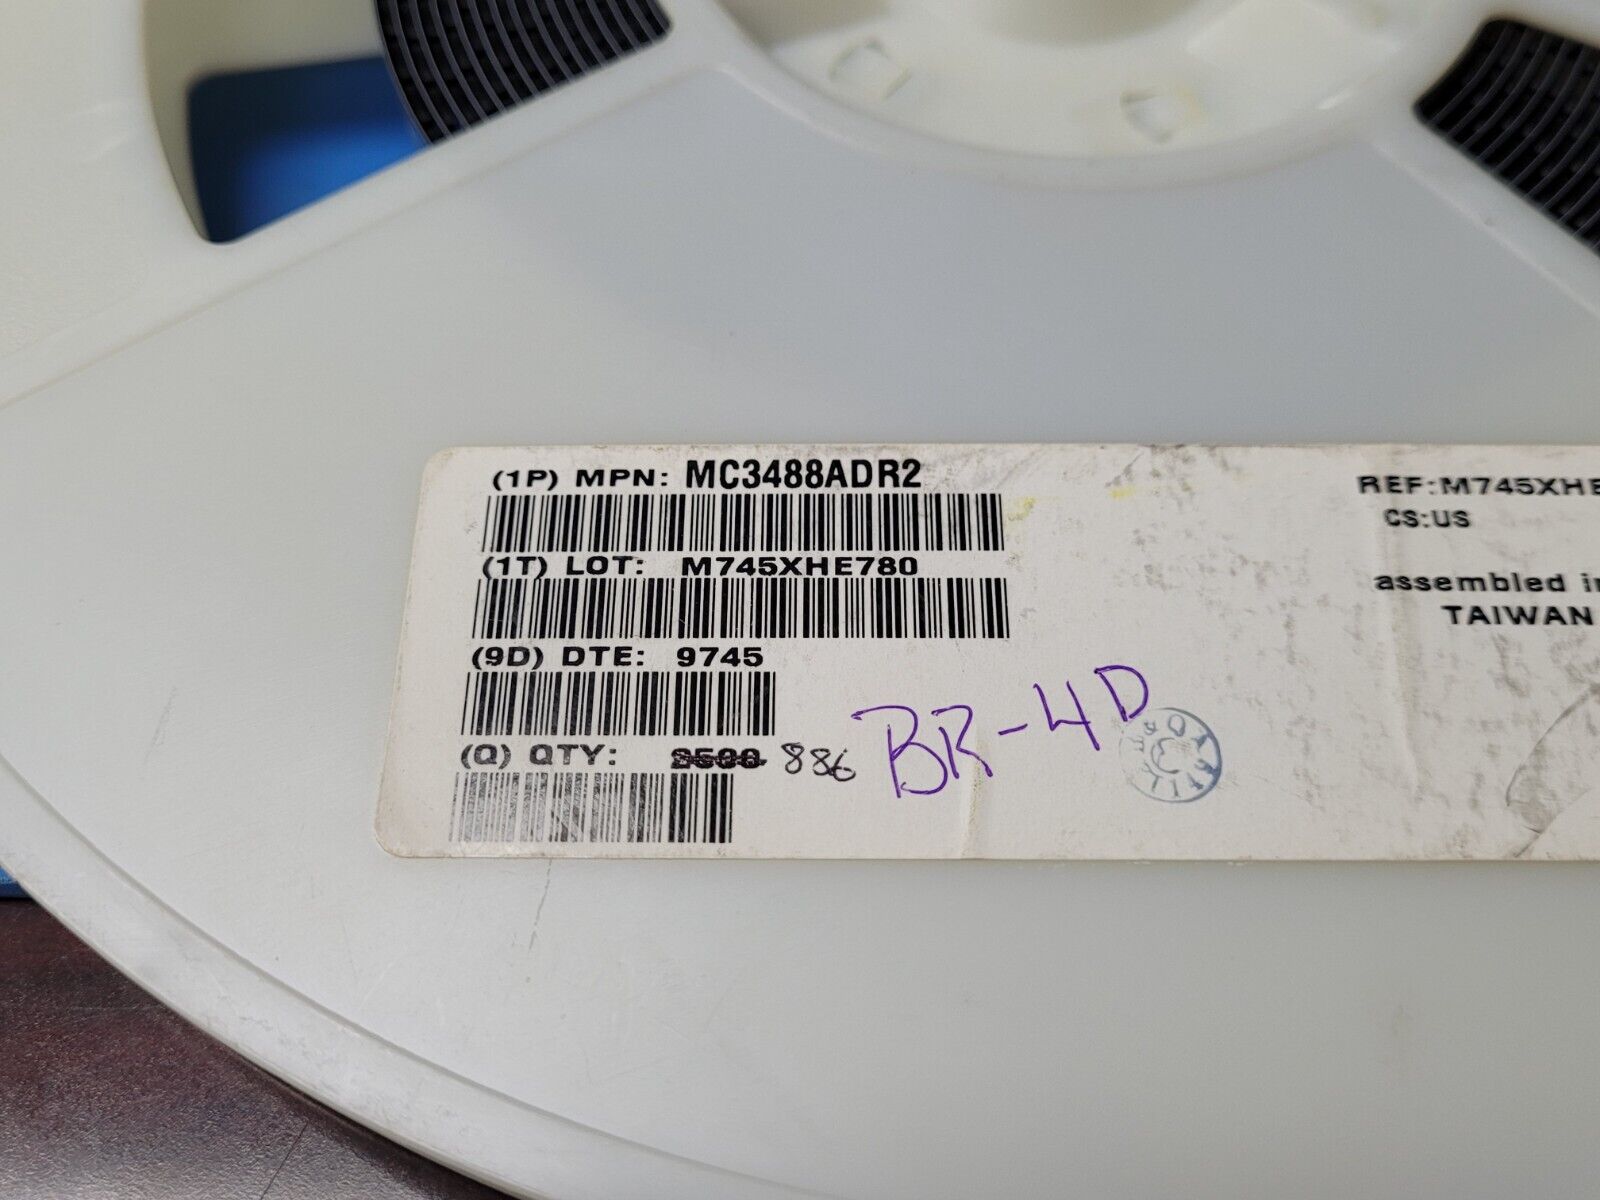 (1P) MPN: MC3488ADR2
(1T) LOT: M745XHE780
(9D) DTE: 9745
(Q) QTY: 2500 886
BR-4D
REF:M745XHE
CS:US
assembled in
TAIWAN